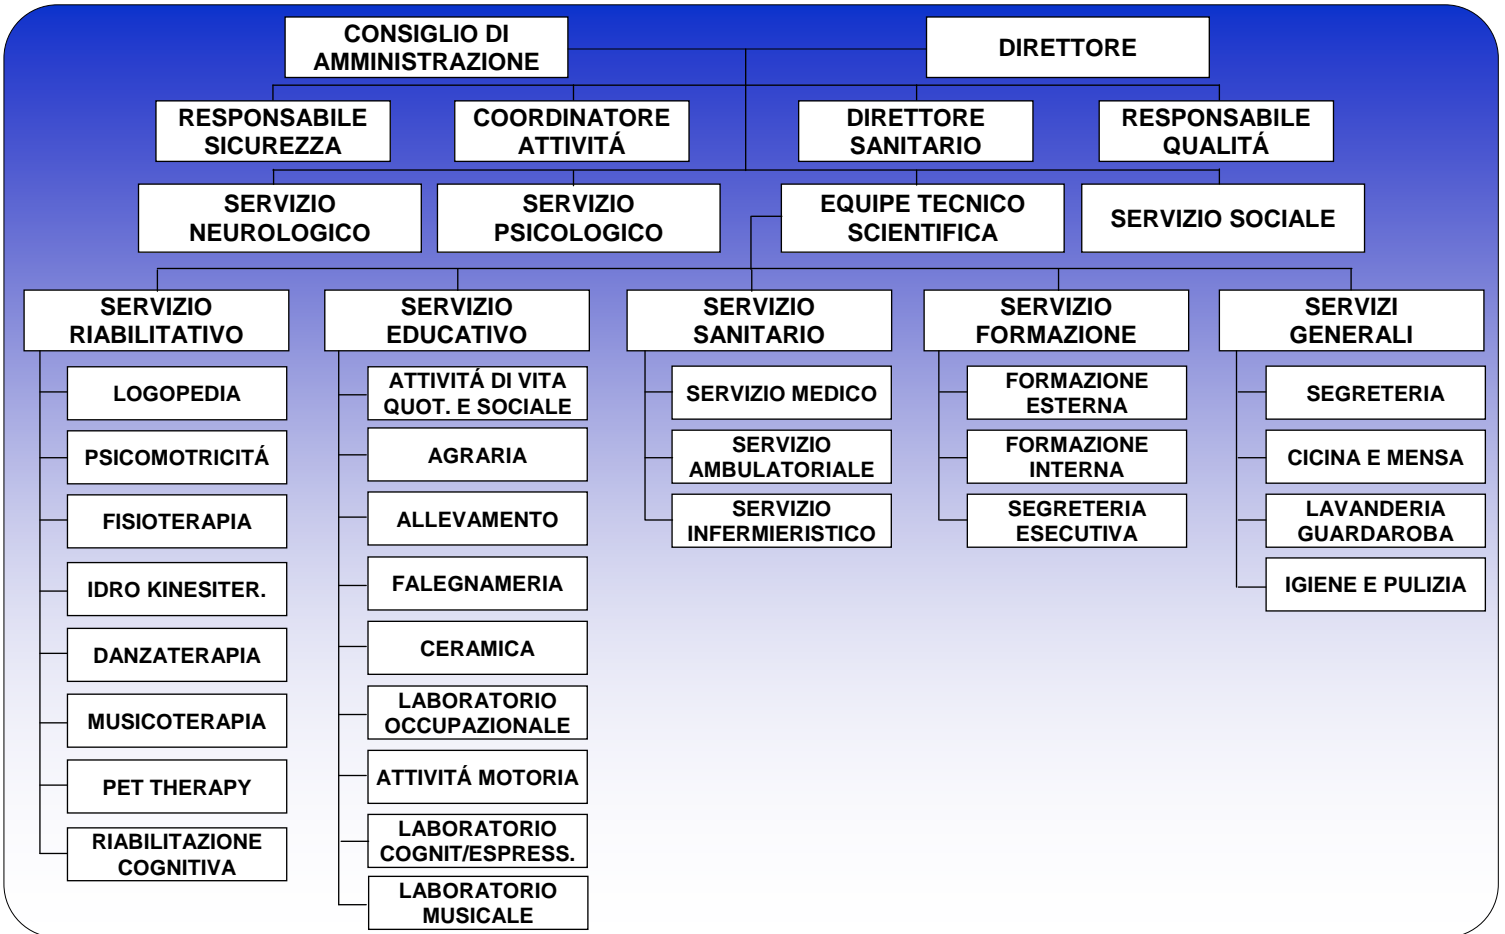 CONSIGLIO DI
AMMINISTRAZIONE
DIRETTORE
RESPONSABILE
SICUREZZA
COORDINATORE
ATTIVITÁ
DIRETTORE
SANITARIO
RESPONSABILE
QUALITÁ
SERVIZIO
NEUROLOGICO
SERVIZIO
PSICOLOGICO
EQUIPE TECNICO
SCIENTIFICA
SERVIZIO SOCIALE
SERVIZIO
RIABILITATIVO
LOGOPEDIA
PSICOMOTRICITÁ
FISIOTERAPIA
IDRO KINESITER.
DANZATERAPIA
MUSICOTERAPIA
PET THERAPY
RIABILITAZIONE
COGNITIVA
SERVIZIO
EDUCATIVO
ATTIVITÁ DI VITA
QUOT. E SOCIALE
AGRARIA
ALLEVAMENTO
FALEGNAMERIA
CERAMICA
LABORATORIO
OCCUPAZIONALE
ATTIVITÁ MOTORIA
LABORATORIO
COGNIT/ESPRESS.
LABORATORIO
MUSICALE
SERVIZIO
SANITARIO
SERVIZIO MEDICO
SERVIZIO
AMBULATORIALE
SERVIZIO
INFERMIERISTICO
SERVIZIO
FORMAZIONE
FORMAZIONE
ESTERNA
FORMAZIONE
INTERNA
SEGRETERIA
ESECUTIVA
SERVIZI
GENERALI
SEGRETERIA
CICINA E MENSA
LAVANDERIA
GUARDAROBA
IGIENE E PULIZIA